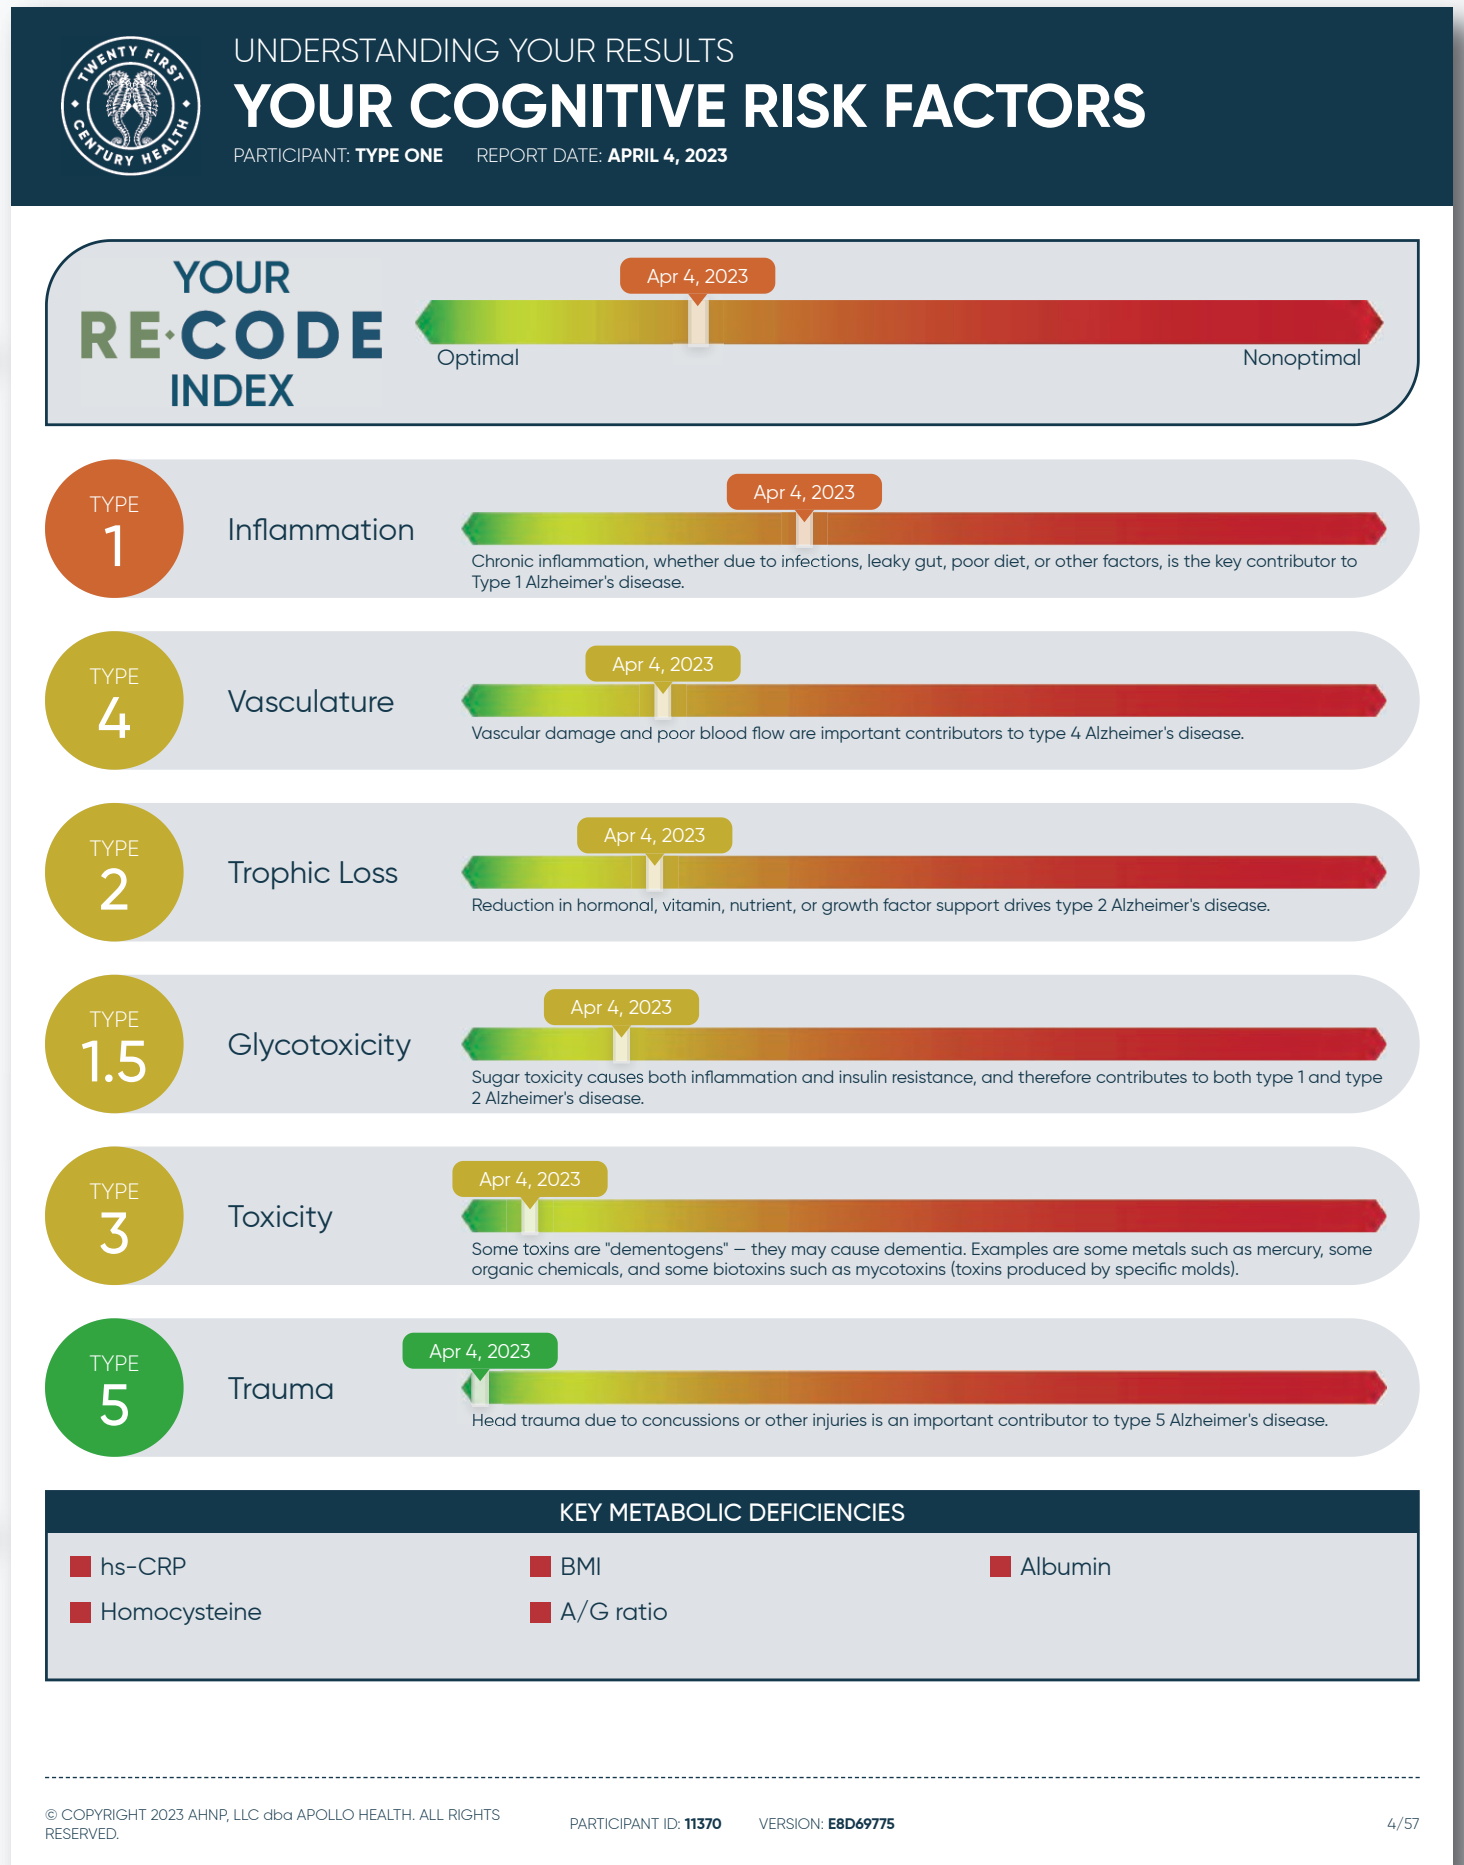 TWENTY FIRST
CENTURY HEALTH
UNDERSTANDING YOUR RESULTS
YOUR COGNITIVE RISK FACTORS
PARTICIPANT: TYPE ONE REPORT DATE: APRIL 4, 2023
YOUR
RE·CODE
INDEX
Apr 4, 2023
Optimal Nonoptimal
TYPE
1
Inflammation
Apr 4, 2023
Chronic inflammation, whether due to infections, leaky gut, poor diet, or other factors, is the key contributor to
Type 1 Alzheimer's disease.
TYPE
4
Vasculature
Apr 4, 2023
Vascular damage and poor blood flow are important contributors to type 4 Alzheimer's disease.
TYPE
2
Trophic Loss
Apr 4, 2023
Reduction in hormonal, vitamin, nutrient, or growth factor support drives type 2 Alzheimer's disease.
TYPE
1.5
Glycotoxicity
Apr 4, 2023
Sugar toxicity causes both inflammation and insulin resistance, and therefore contributes to both type 1 and type
2 Alzheimer's disease.
TYPE
3
Toxicity
Apr 4, 2023
Some toxins are "dementogens" — they may cause dementia. Examples are some metals such as mercury, some
organic chemicals, and some biotoxins such as mycotoxins (toxins produced by specific molds).
TYPE
5
Trauma
Apr 4, 2023
Head trauma due to concussions or other injuries is an important contributor to type 5 Alzheimer's disease.
KEY METABOLIC DEFICIENCIES
hs-CRP BMI Albumin
Homocysteine A/G ratio
© COPYRIGHT 2023 AHNP, LLC dba APOLLO HEALTH. ALL RIGHTS
RESERVED.
PARTICIPANT ID: 11370 VERSION: E8D69775 4/57